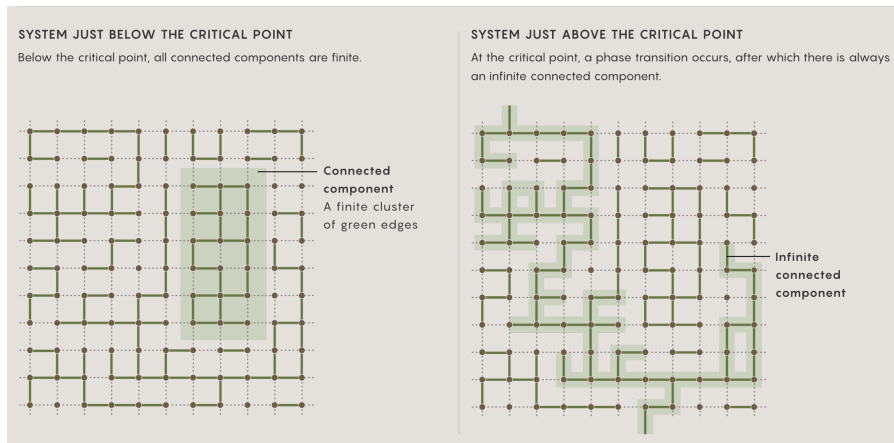 SYSTEM JUST BELOW THE CRITICAL POINT
Below the critical point, all connected components are finite.
Connected
component
A finite cluster
of green edges
SYSTEM JUST ABOVE THE CRITICAL POINT
At the critical point, a phase transition occurs, after which there is always
an infinite connected component.
Infinite
connected
component